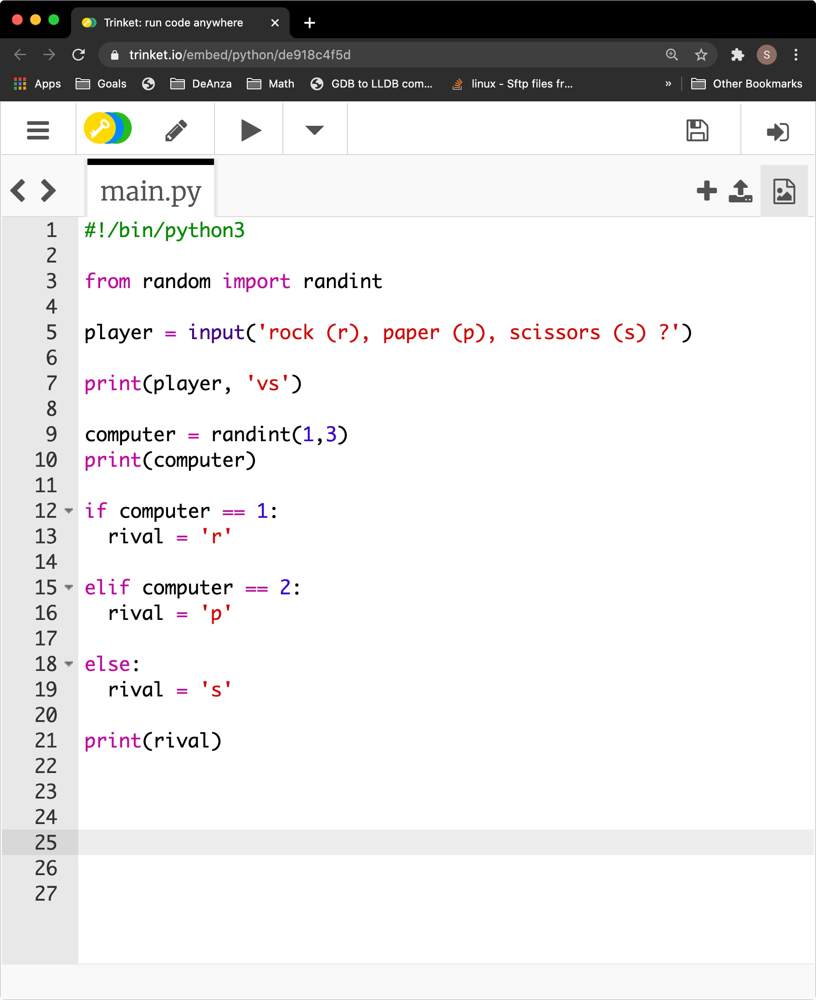 Trinket: run code anywhere
trinket.io/embed/python/de918c4f5d
S
Apps Goals DeAnza Math GDB to LLDB com... linux - Sftp files fr... » Other Bookmarks
main.py
1 #!/bin/python3
2
3 from random import randint
4
5 player = input('rock (r), paper (p), scissors (s) ?')
6
7 print(player, 'vs')
8
9 computer = randint(1,3)
10 print(computer)
11
12 if computer == 1:
13   rival = 'r'
14
15 elif computer == 2:
16   rival = 'p'
17
18 else:
19   rival = 's'
20
21 print(rival)
22
23
24
25
26
27